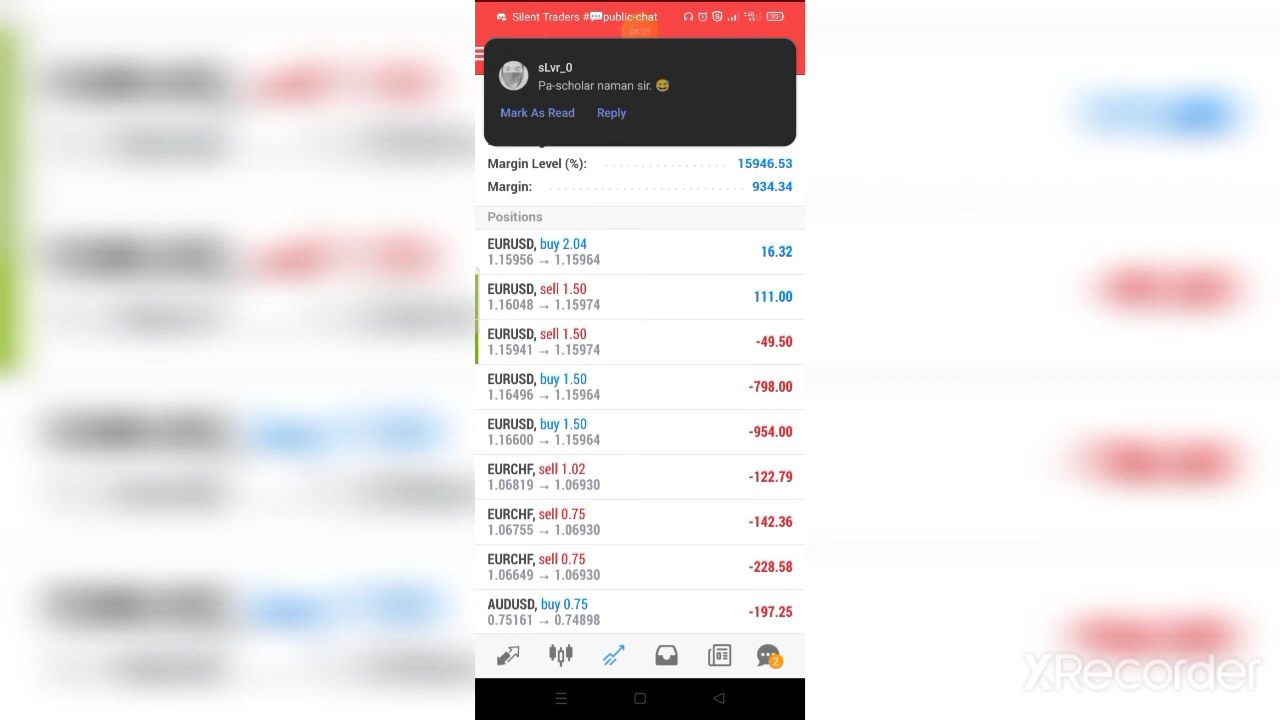 Silent Traders #💬public-chat
95
sLvr_0
Pa-scholar naman sir. 😅
Mark As Read Reply
Margin Level (%): 15946.53
Margin: 934.34
Positions
EURUSD, buy 2.04
1.15956 → 1.15964
16.32
EURUSD, sell 1.50
1.16048 → 1.15974
111.00
EURUSD, sell 1.50
1.15941 → 1.15974
-49.50
EURUSD, buy 1.50
1.16496 → 1.15964
-798.00
EURUSD, buy 1.50
1.16600 → 1.15964
-954.00
EURCHF, sell 1.02
1.06819 → 1.06930
-122.79
EURCHF, sell 0.75
1.06755 → 1.06930
-142.36
EURCHF, sell 0.75
1.06649 → 1.06930
-228.58
AUDUSD, buy 0.75
0.75161 → 0.74898
-197.25
2
XRecorder